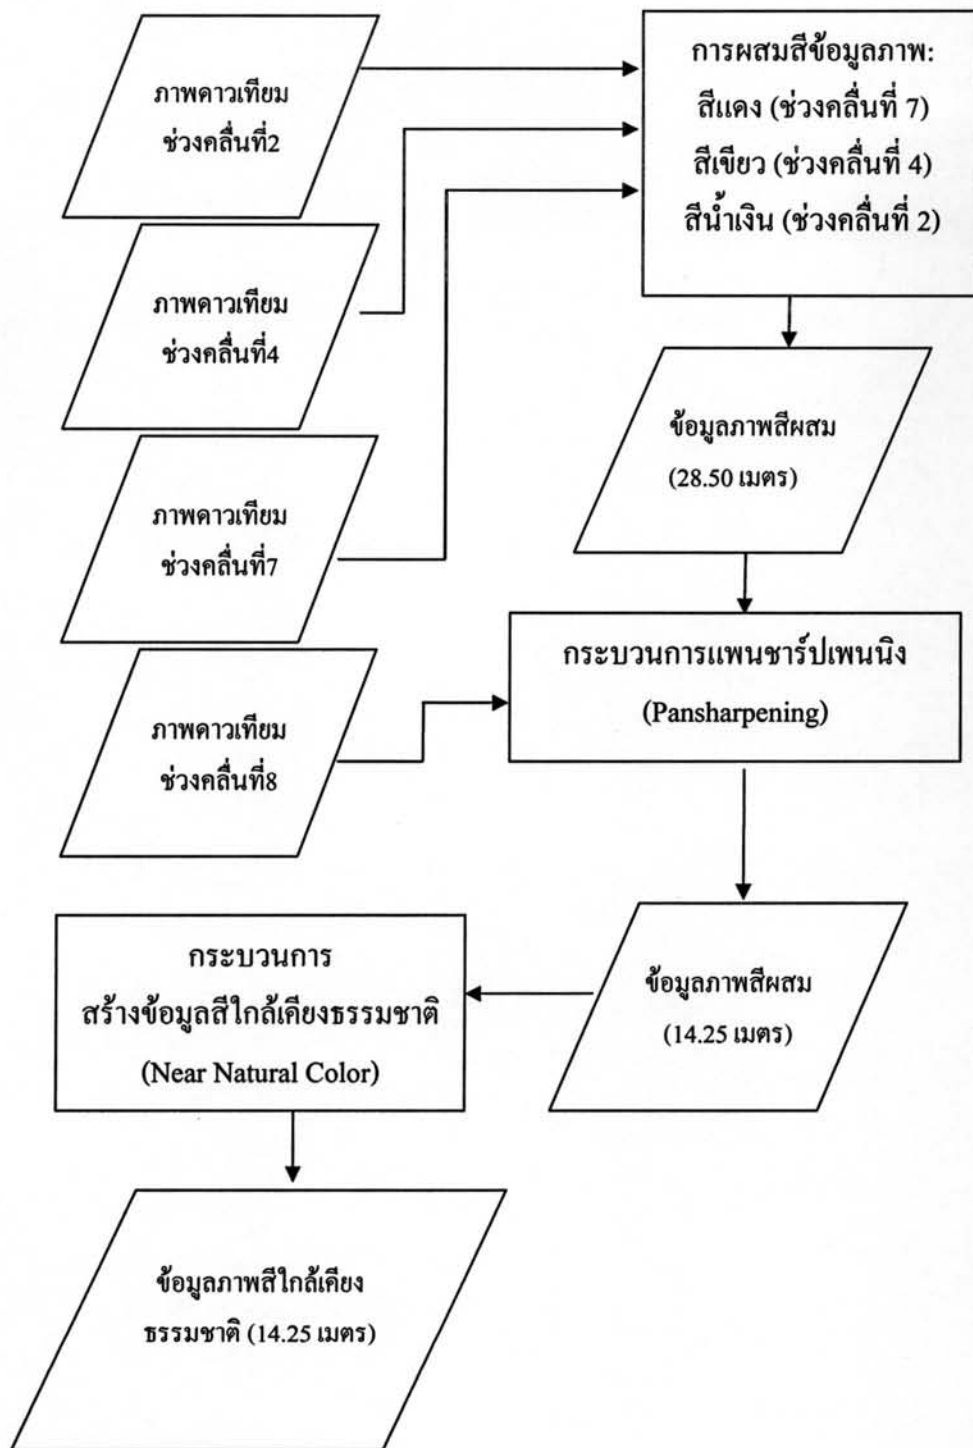 ภาพดาวเทียม
ช่วงคลื่นที่2
การผสมสีข้อมูลภาพ:
สีแดง (ช่วงคลื่นที่ 7)
สีเขียว (ช่วงคลื่นที่ 4)
สีน้ำเงิน (ช่วงคลื่นที่ 2)
ภาพดาวเทียม
ช่วงคลื่นที่4
ข้อมูลภาพสีผสม
(28.50 เมตร)
ภาพดาวเทียม
ช่วงคลื่นที่7
กระบวนการแพนชาร์ปเพนนิง
(Pansharpening)
ภาพดาวเทียม
ช่วงคลื่นที่8
ข้อมูลภาพสีผสม
(14.25 เมตร)
กระบวนการ
สร้างข้อมูลสีใกล้เคียงธรรมชาติ
(Near Natural Color)
ข้อมูลภาพสีใกล้เคียง
ธรรมชาติ (14.25 เมตร)